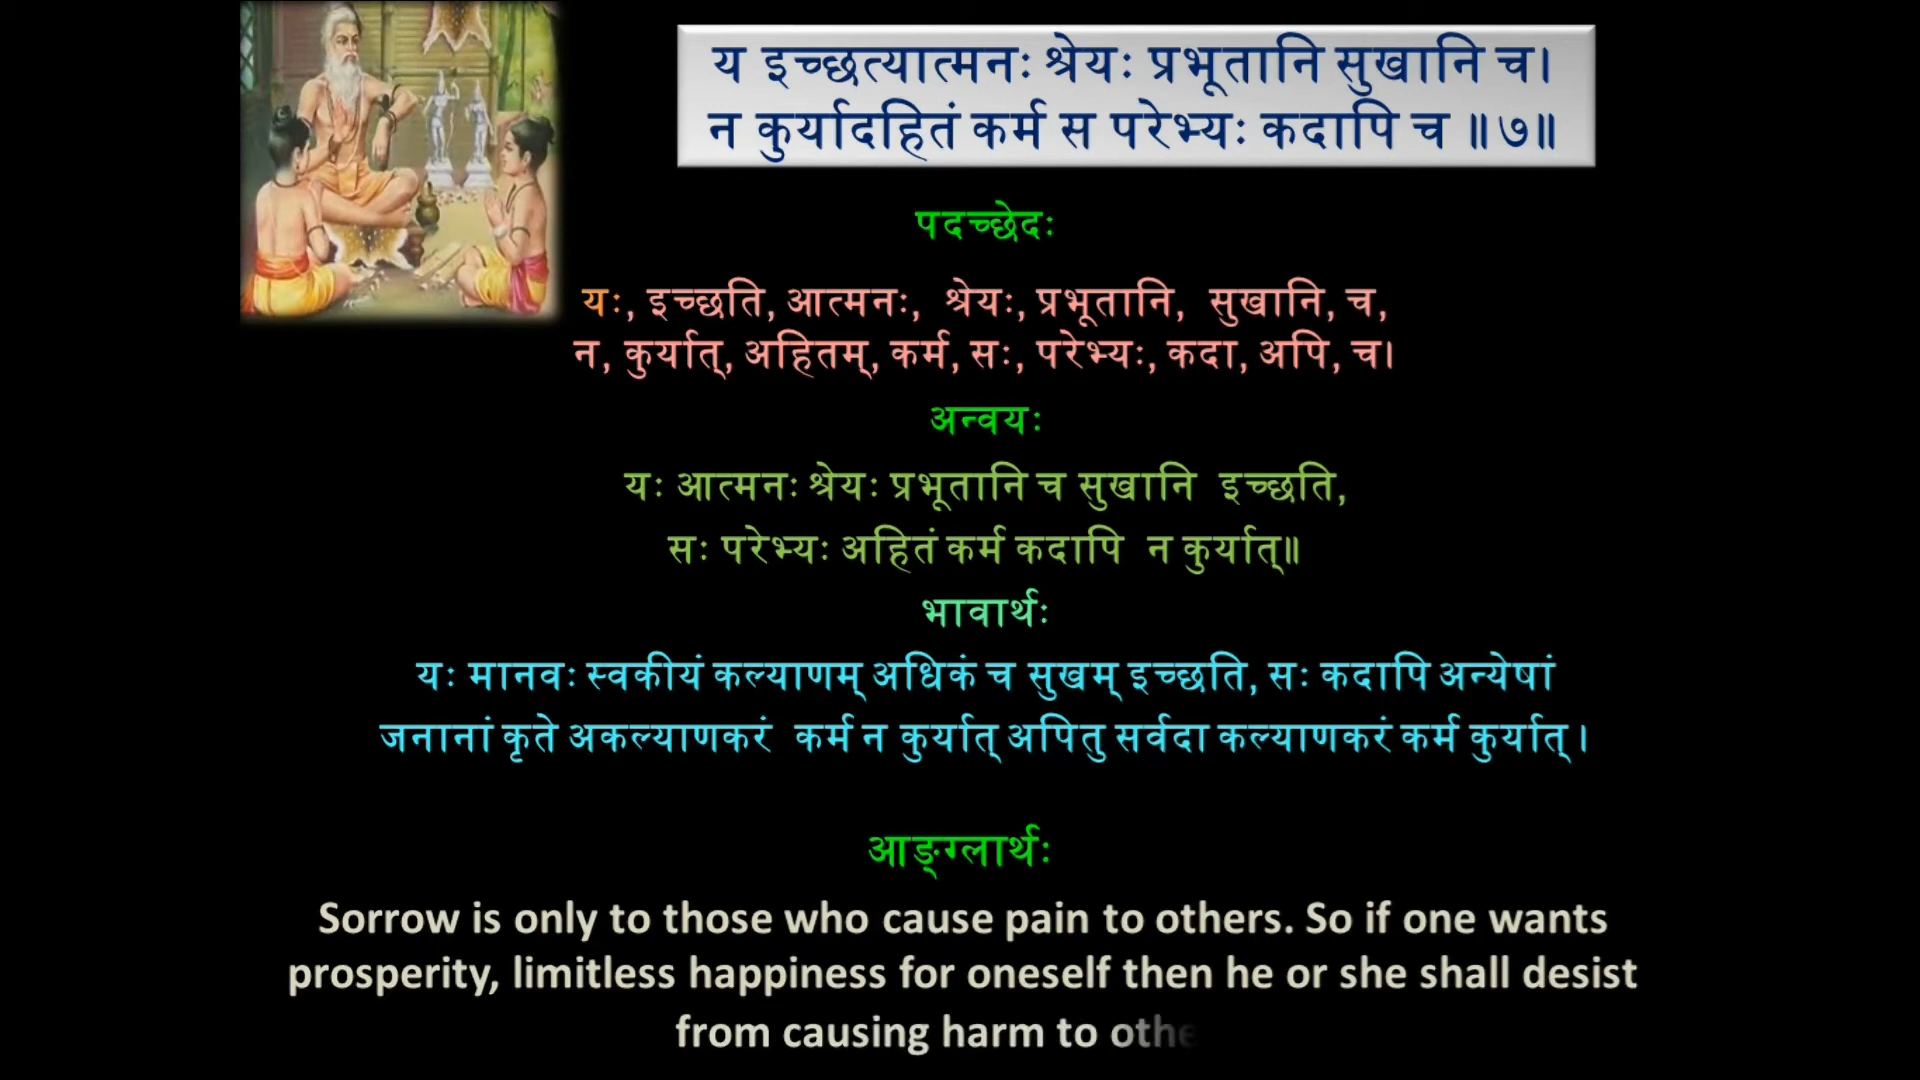 य इच्छत्यात्मनः श्रेयः प्रभूतानि सुखानि च।
न कुर्यादहितं कर्म स परेभ्यः कदापि च ॥७॥
पदच्छेदः
यः, इच्छति, आत्मनः, श्रेयः, प्रभूतानि, सुखानि, च,
न, कुर्यात्, अहितम्, कर्म, सः, परेभ्यः, कदा, अपि, च।
अन्वयः
यः आत्मनः श्रेयः प्रभूतानि च सुखानि इच्छति,
सः परेभ्यः अहितं कर्म कदापि न कुर्यात्॥
भावार्थः
यः मानवः स्वकीयं कल्याणम् अधिकं च सुखम् इच्छति, सः कदापि अन्येषां
जनानां कृते अकल्याणकरं कर्म न कुर्यात् अपितु सर्वदा कल्याणकरं कर्म कुर्यात् ।
आङ्ग्लार्थः
Sorrow is only to those who cause pain to others. So if one wants
prosperity, limitless happiness for oneself then he or she shall desist
from causing harm to othe